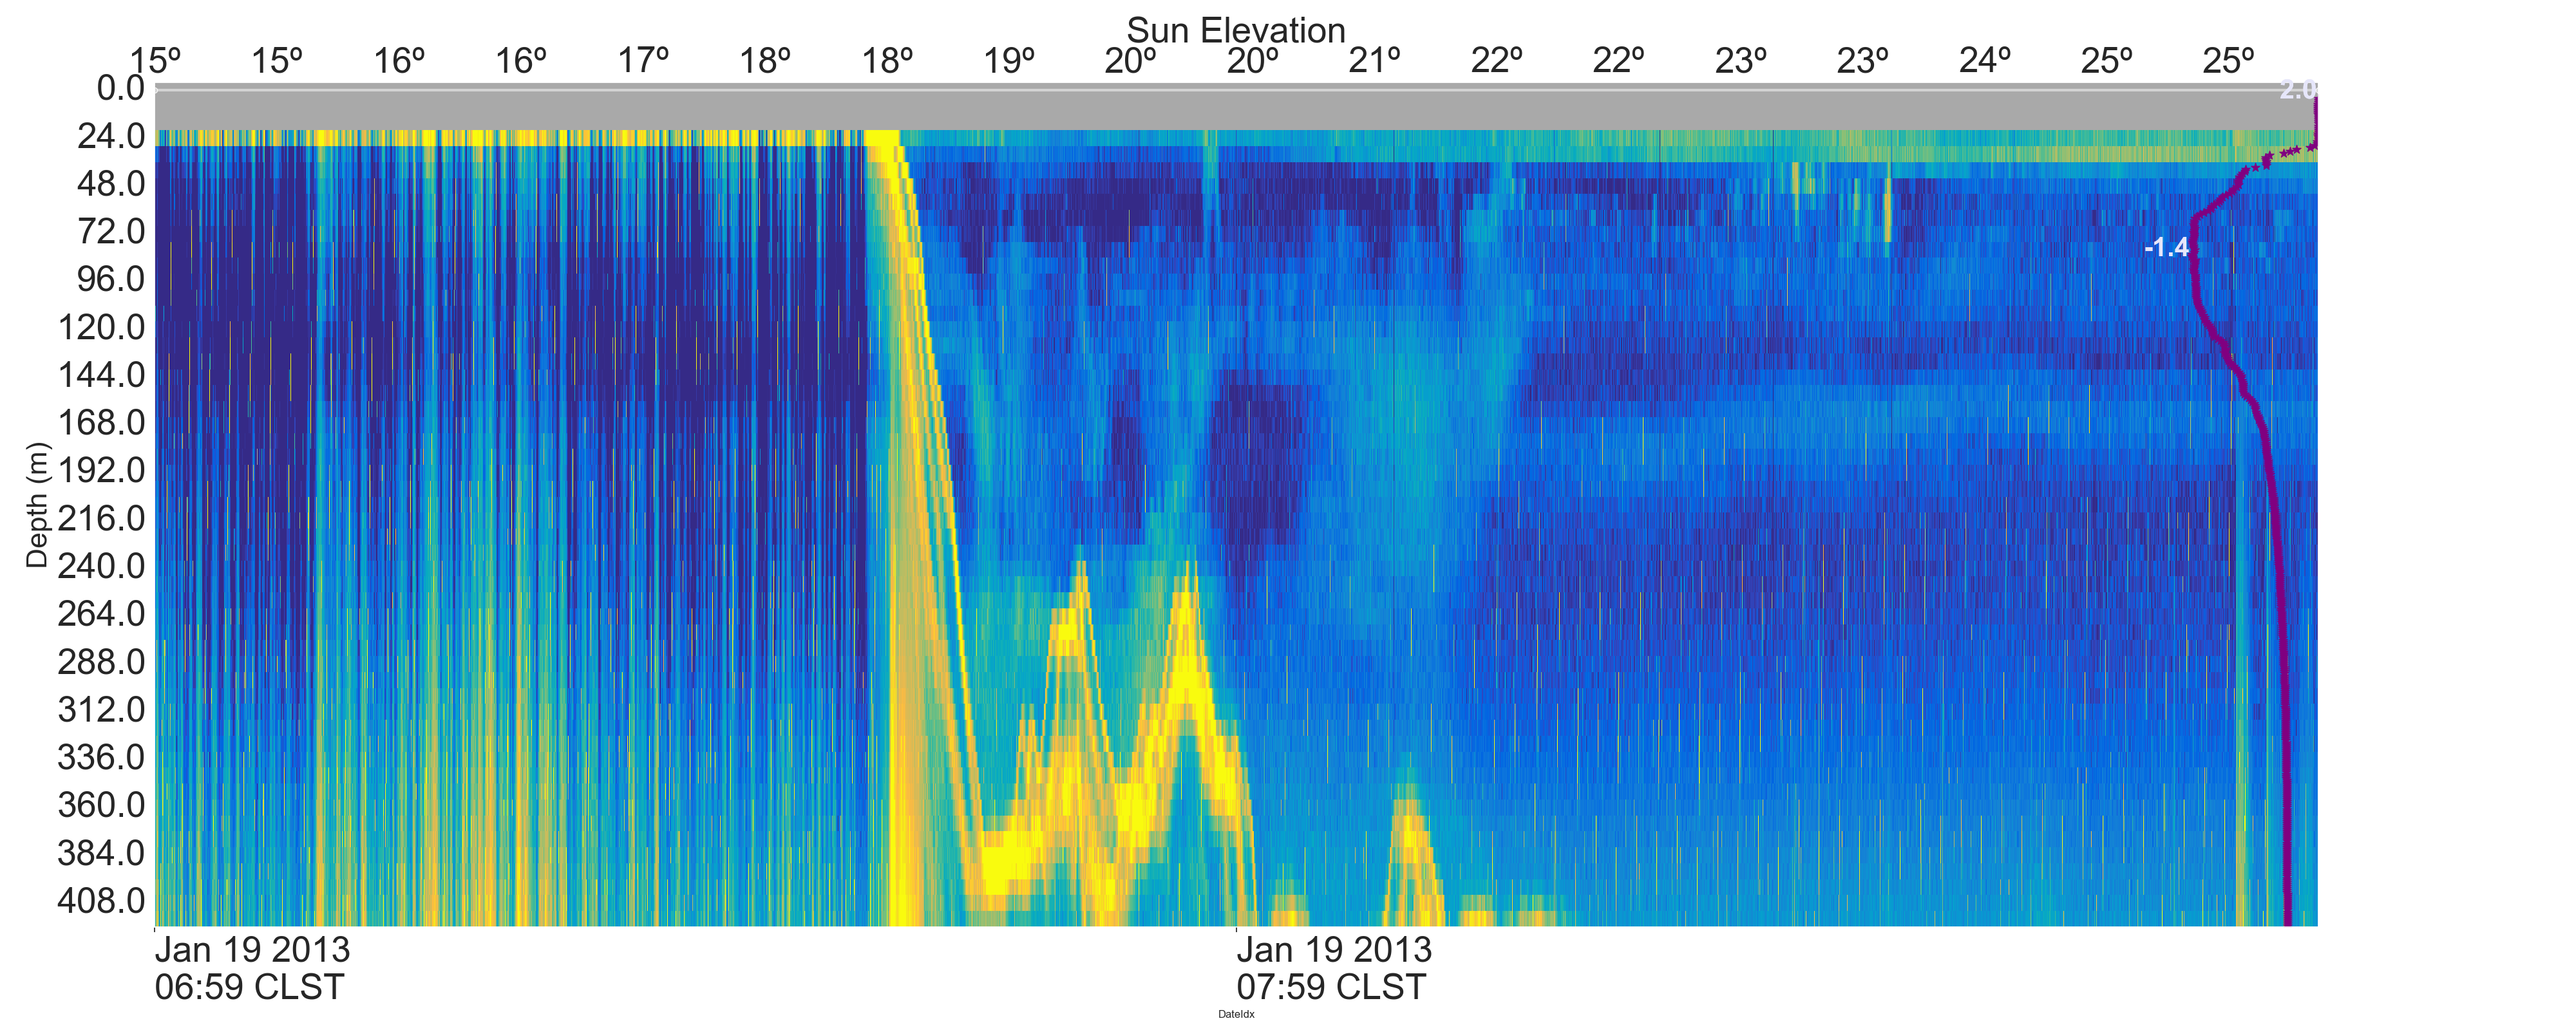 Sun Elevation
15º 15º 16º 16º 17º 18º 18º 19º 20º 20º 21º 22º 22º 23º 23º 24º 25º 25º
0.0
2.0
24.0
48.0
72.0
-1.4
96.0
120.0
144.0
168.0
192.0
216.0
240.0
264.0
288.0
312.0
336.0
360.0
384.0
408.0
Depth (m)
Jan 19 2013
06:59 CLST
Jan 19 2013
07:59 CLST
DateIdx